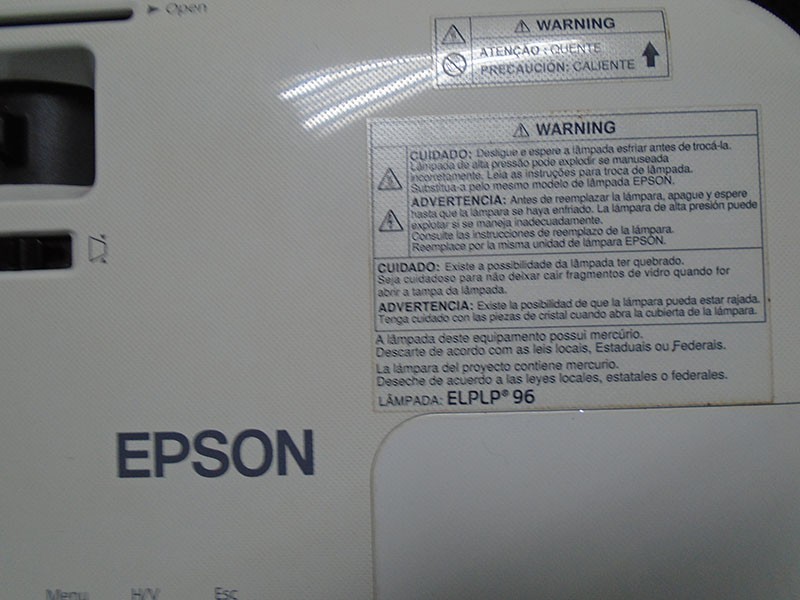 Open
WARNING
ATENÇÃO : QUENTE
PRECAUCIÓN: CALIENTE
WARNING
CUIDADO: Desligue e espere a lâmpada esfriar antes de trocá-la.
Lâmpada de alta pressão pode explodir se manuseada
incorretamente. Leia as instruções para troca de lâmpada.
Substitua-a pelo mesmo modelo de lâmpada EPSON.
ADVERTENCIA: Antes de reemplazar la lámpara, apague y espere
hasta que la lámpara se haya enfriado. La lámpara de alta presión puede
explotar si se maneja inadecuadamente.
Consulte las instrucciones de reemplazo de la lámpara.
Reemplace por la misma unidad de lámpara EPSON.
CUIDADO: Existe a possibilidade da lâmpada ter quebrado.
Seja cuidadoso para não deixar cair fragmentos de vidro quando for
abrir a tampa da lâmpada.
ADVERTENCIA: Existe la posibilidad de que la lámpara pueda estar rajada.
Tenga cuidado con las piezas de cristal cuando abra la cubierta de la lámpara.
A lâmpada deste equipamento possui mercúrio.
Descarte de acordo com as leis locais, Estaduais ou Federais.
La lámpara del proyecto contiene mercurio.
Deseche de acuerdo a las leyes locales, estatales o federales.
LÂMPADA: ELPLP® 96
EPSON
Menu H/V Esc